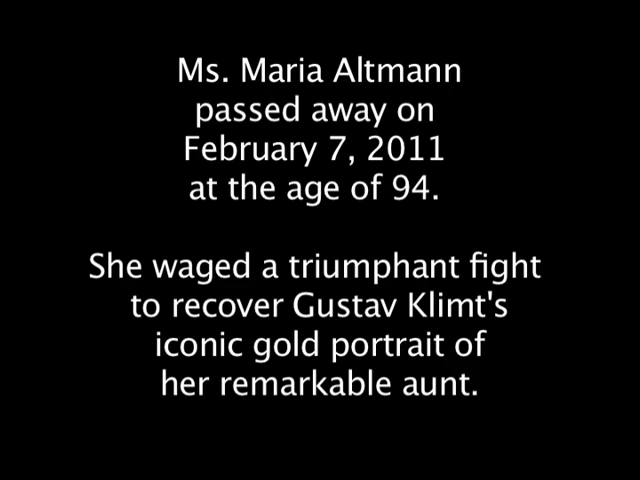 Ms. Maria Altmann
passed away on
February 7, 2011
at the age of 94.
She waged a triumphant fight
to recover Gustav Klimt's
iconic gold portrait of
her remarkable aunt.